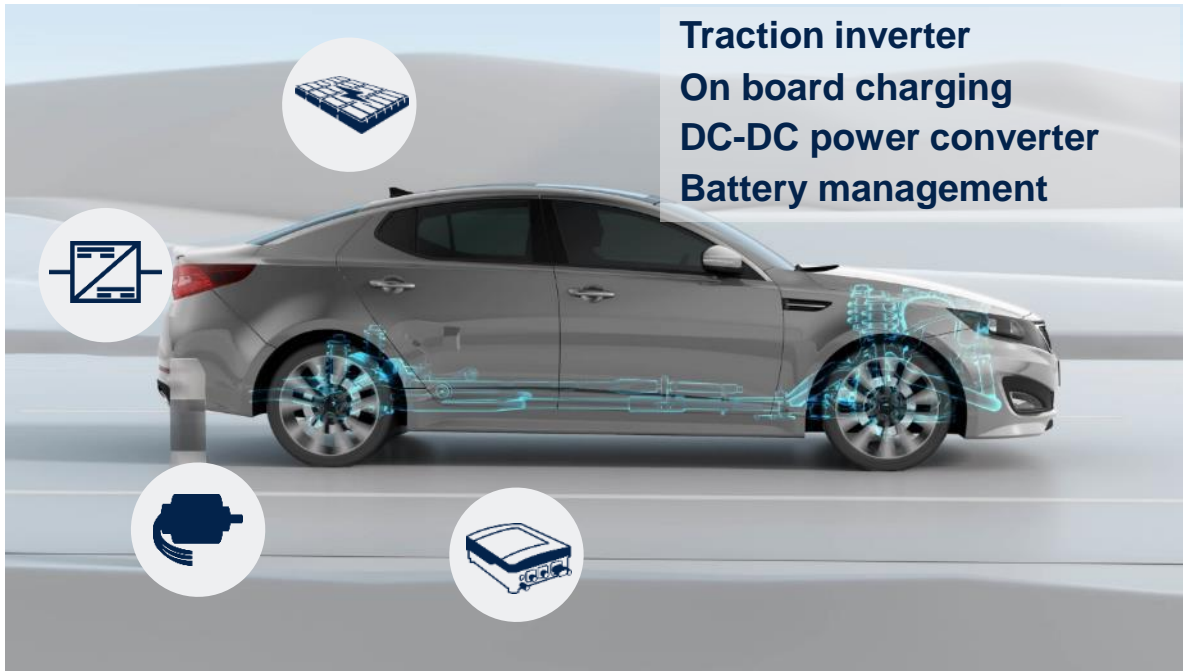 Traction inverter
On board charging
DC-DC power converter
Battery management